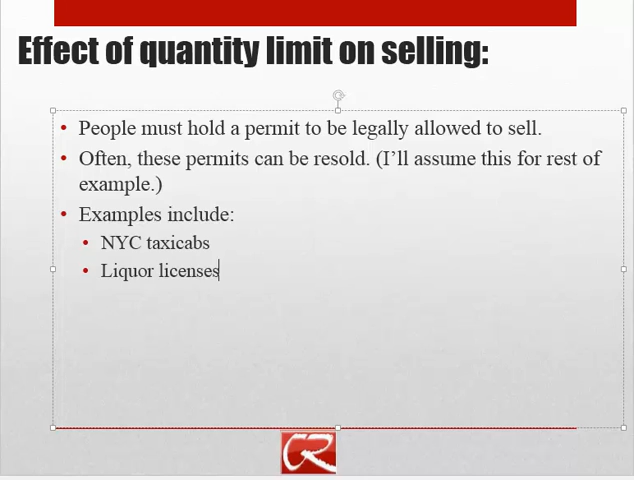 Effect of quantity limit on selling:
• People must hold a permit to be legally allowed to sell.
• Often, these permits can be resold. (I'll assume this for rest of
example.)
• Examples include:
• NYC taxicabs
• Liquor licenses
CR